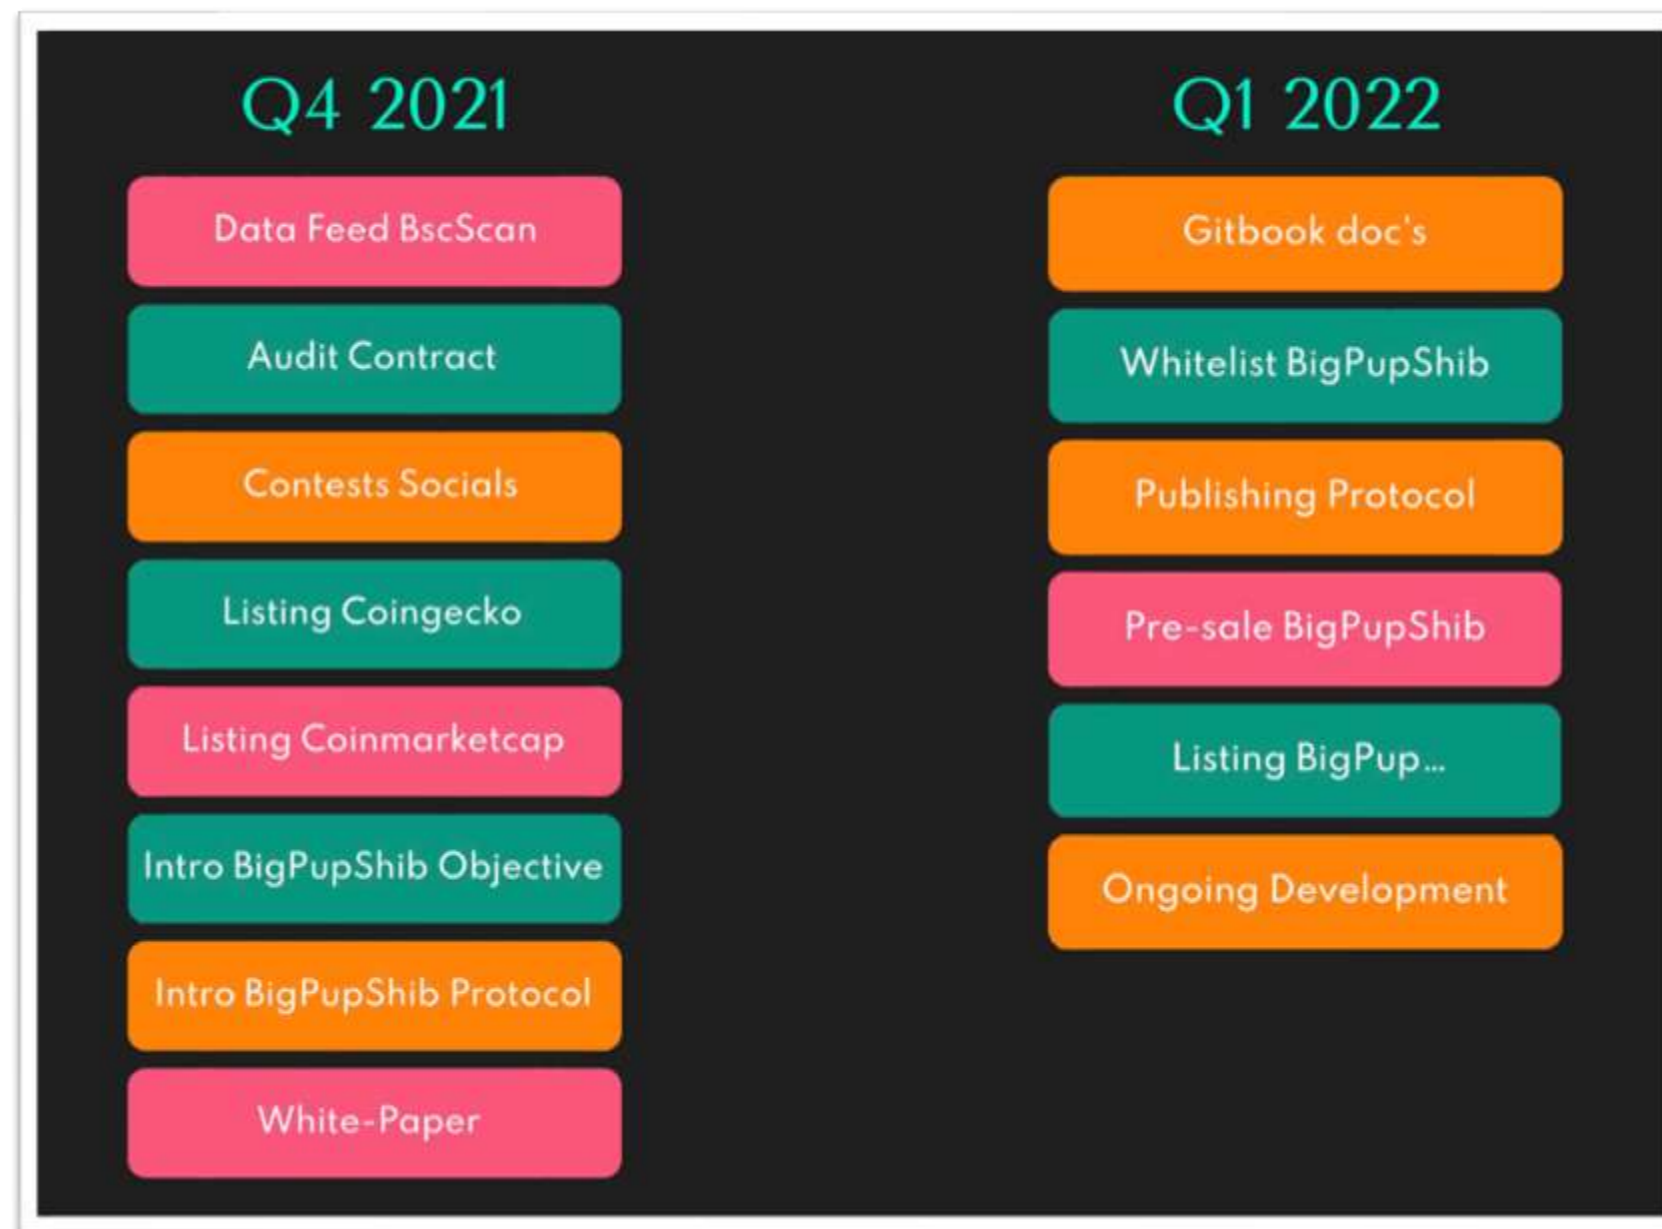 Q4 2021
Data Feed BscScan
Audit Contract
Contests Socials
Listing Coingecko
Listing Coinmarketcap
Intro BigPupShib Objective
Intro BigPupShib Protocol
White-Paper
Q1 2022
Gitbook doc's
Whitelist BigPupShib
Publishing Protocol
Pre-sale BigPupShib
Listing BigPup...
Ongoing Development